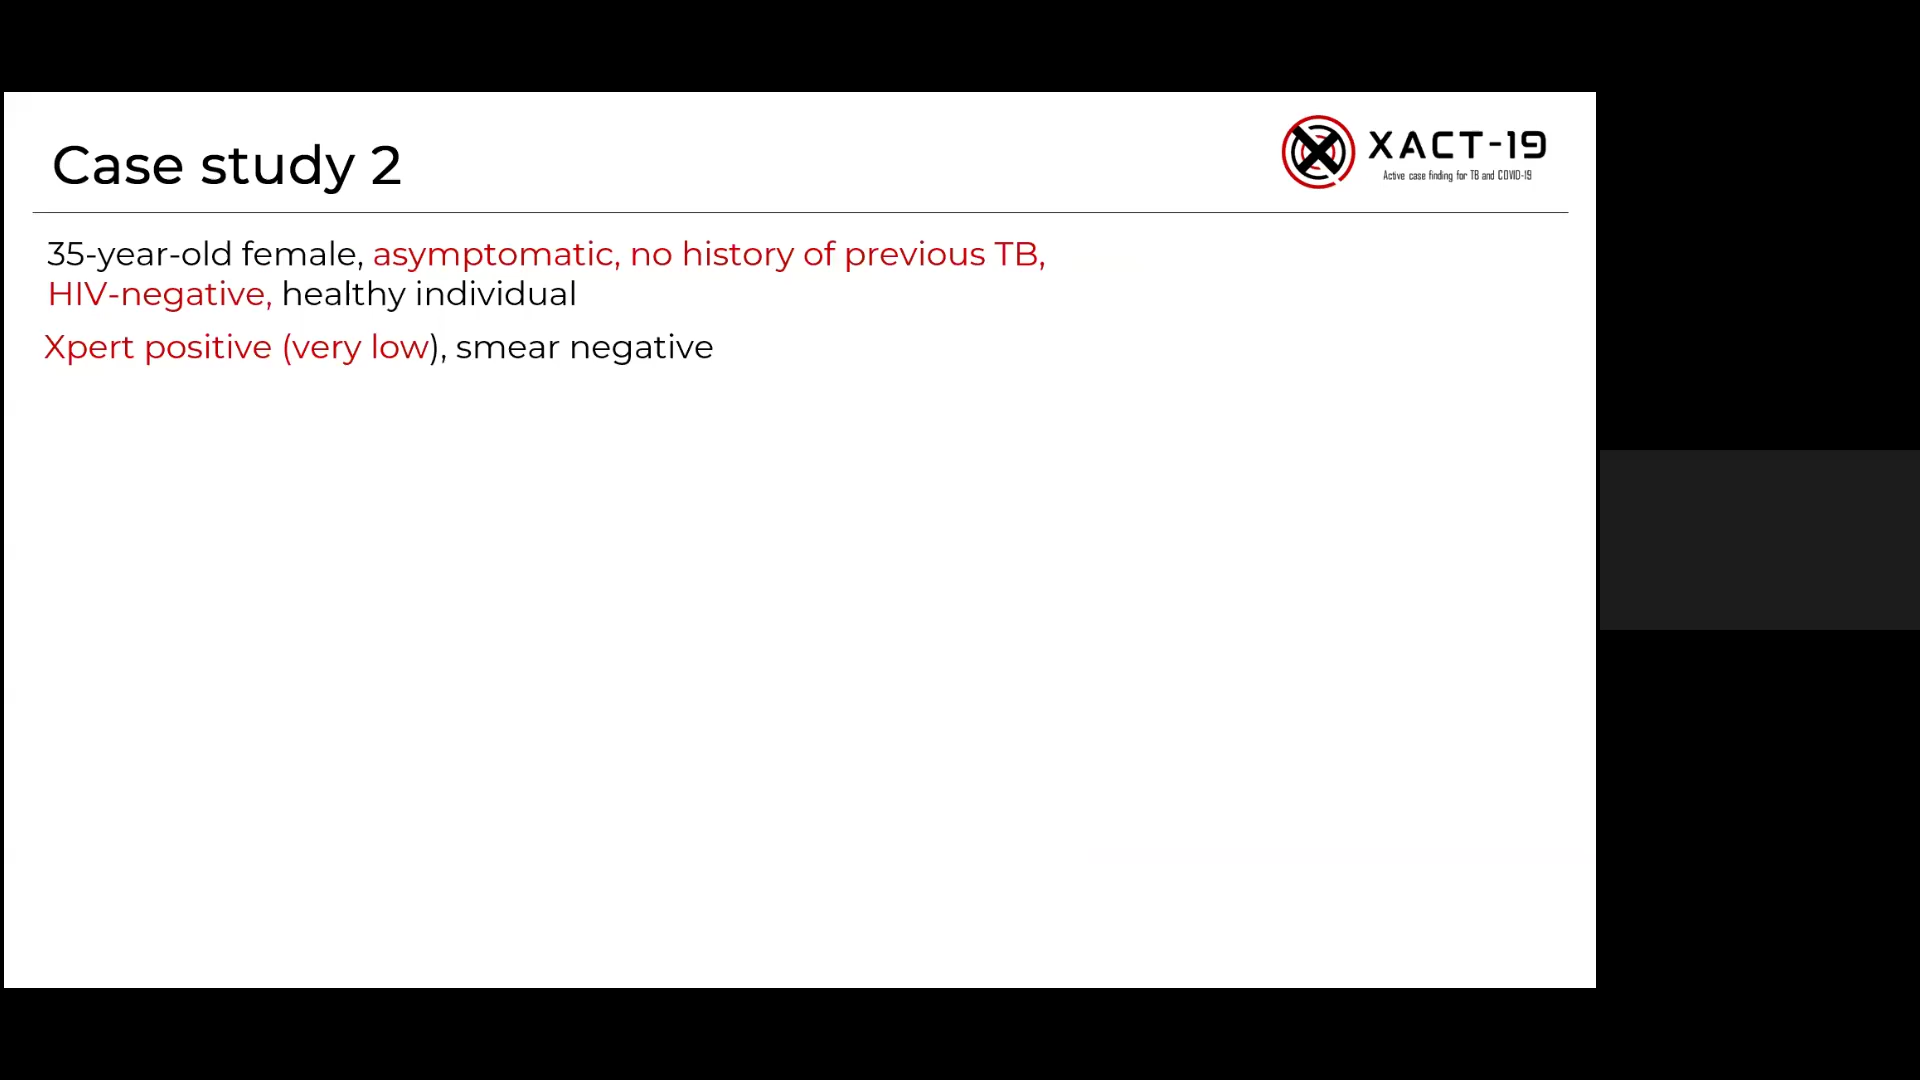 Case study 2
XACT-19
Active case finding for TB and COVID-19
35-year-old female, asymptomatic, no history of previous TB,
HIV-negative, healthy individual
Xpert positive (very low), smear negative